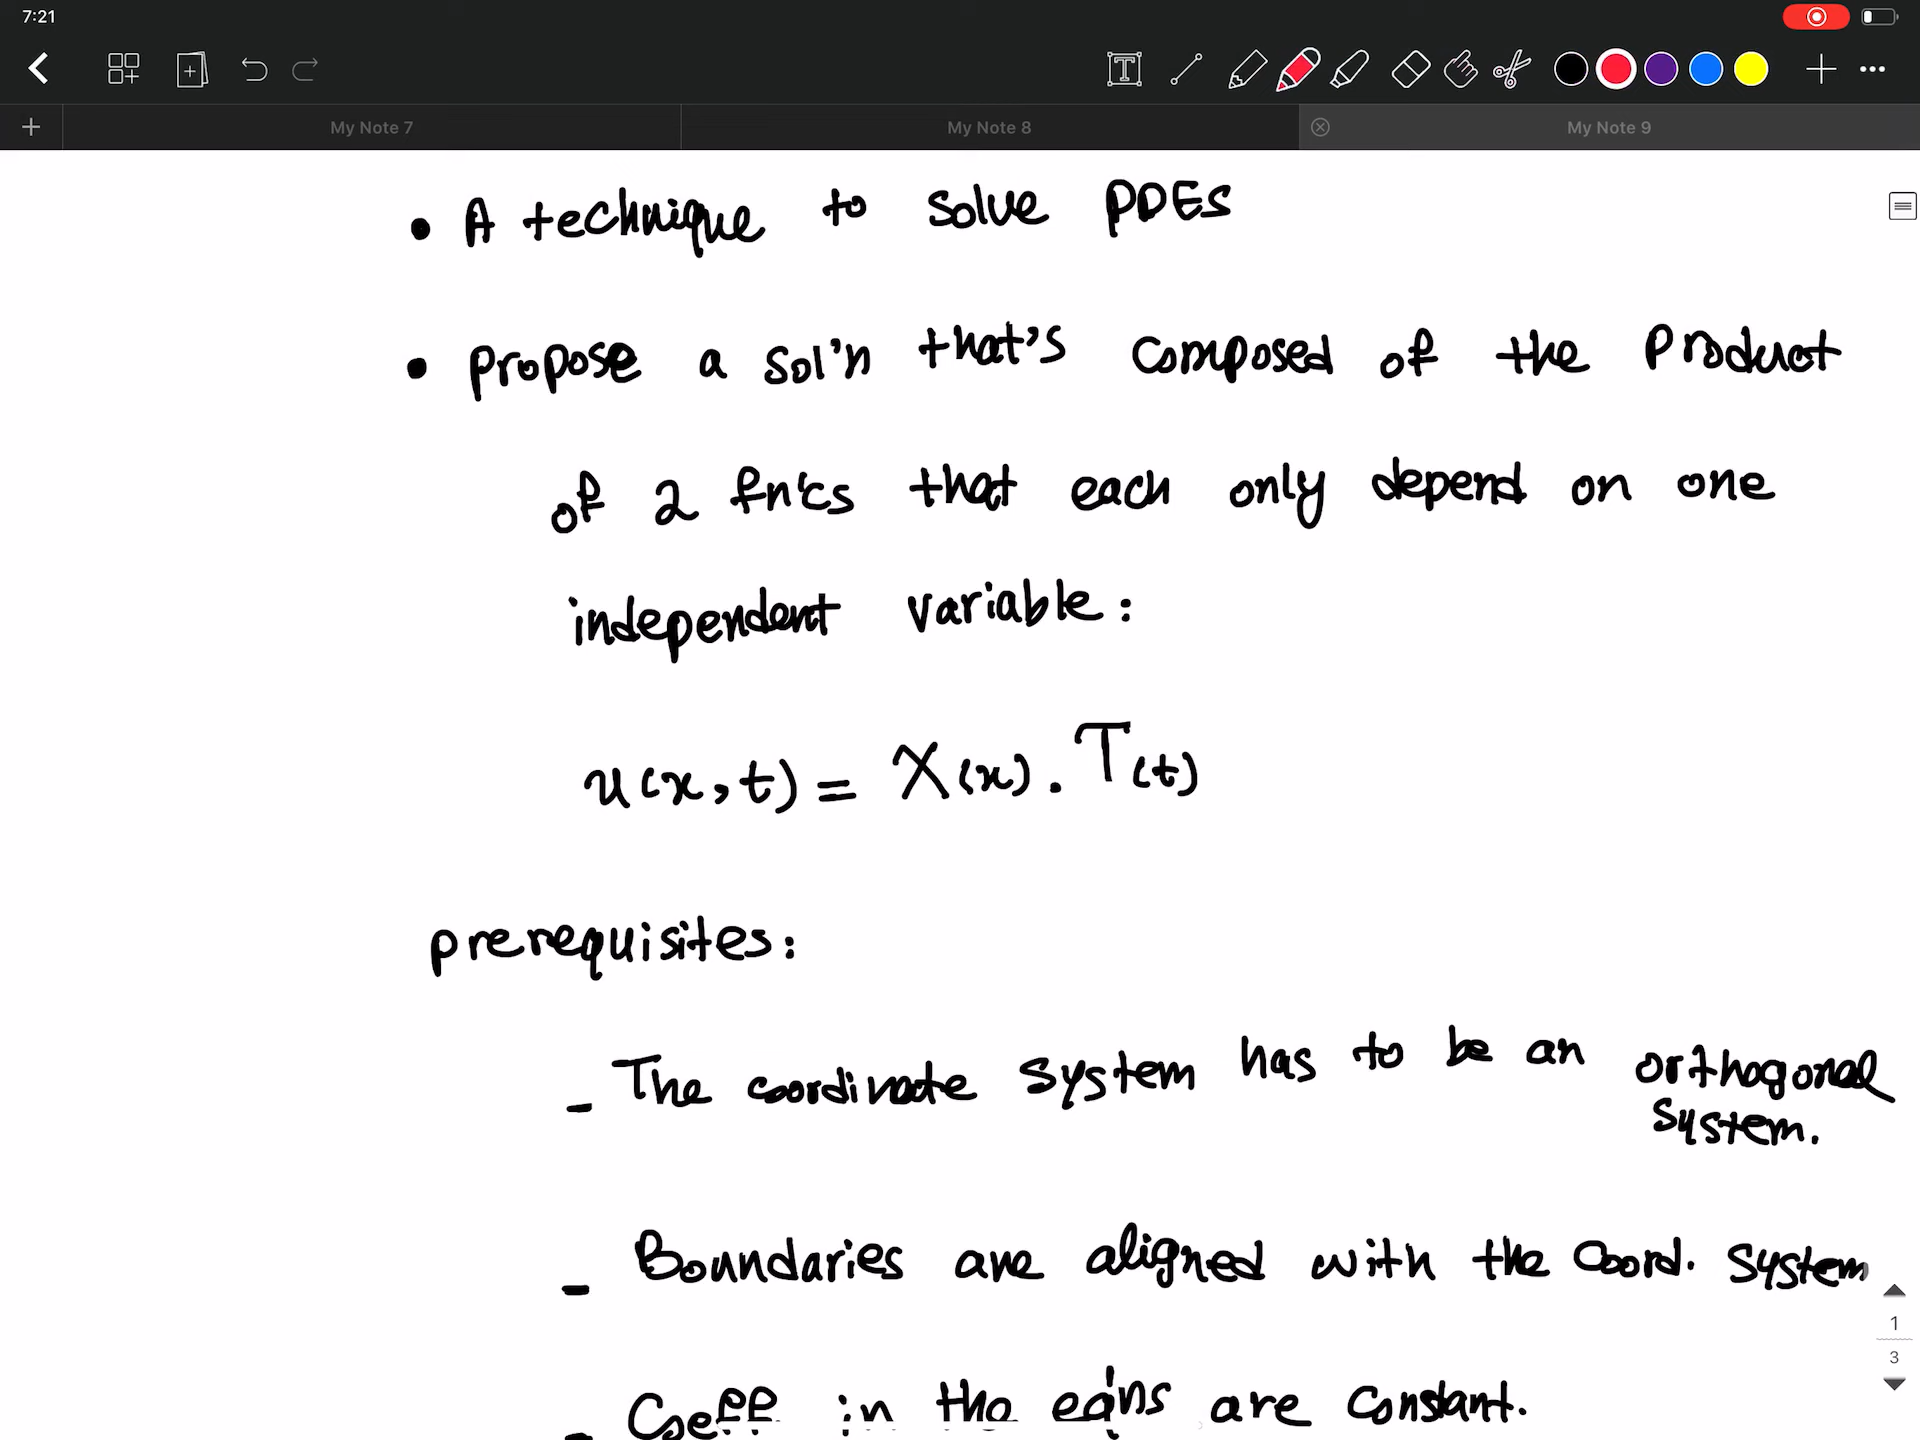 7:21
My Note 7
My Note 8
My Note 9
• A technique to solve PDEs
• Propose a sol'n that's composed of the product
of 2 fn'cs that each only depend on one
independent variable:
u(x,t) = X(x) . T(t)
prerequisites:
- The coordinate system has to be an orthogonal
system.
- Boundaries are aligned with the coord. system
- Coeff in the eq'ns are constant.
1
3